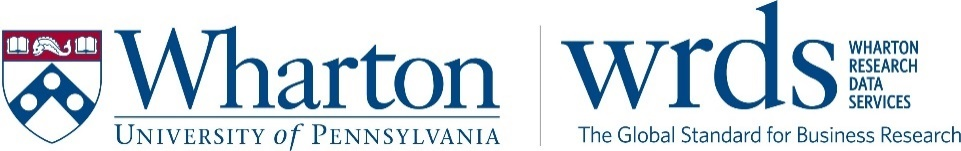 Wharton
UNIVERSITY of PENNSYLVANIA
wrds
WHARTON
RESEARCH
DATA
SERVICES
The Global Standard for Business Research